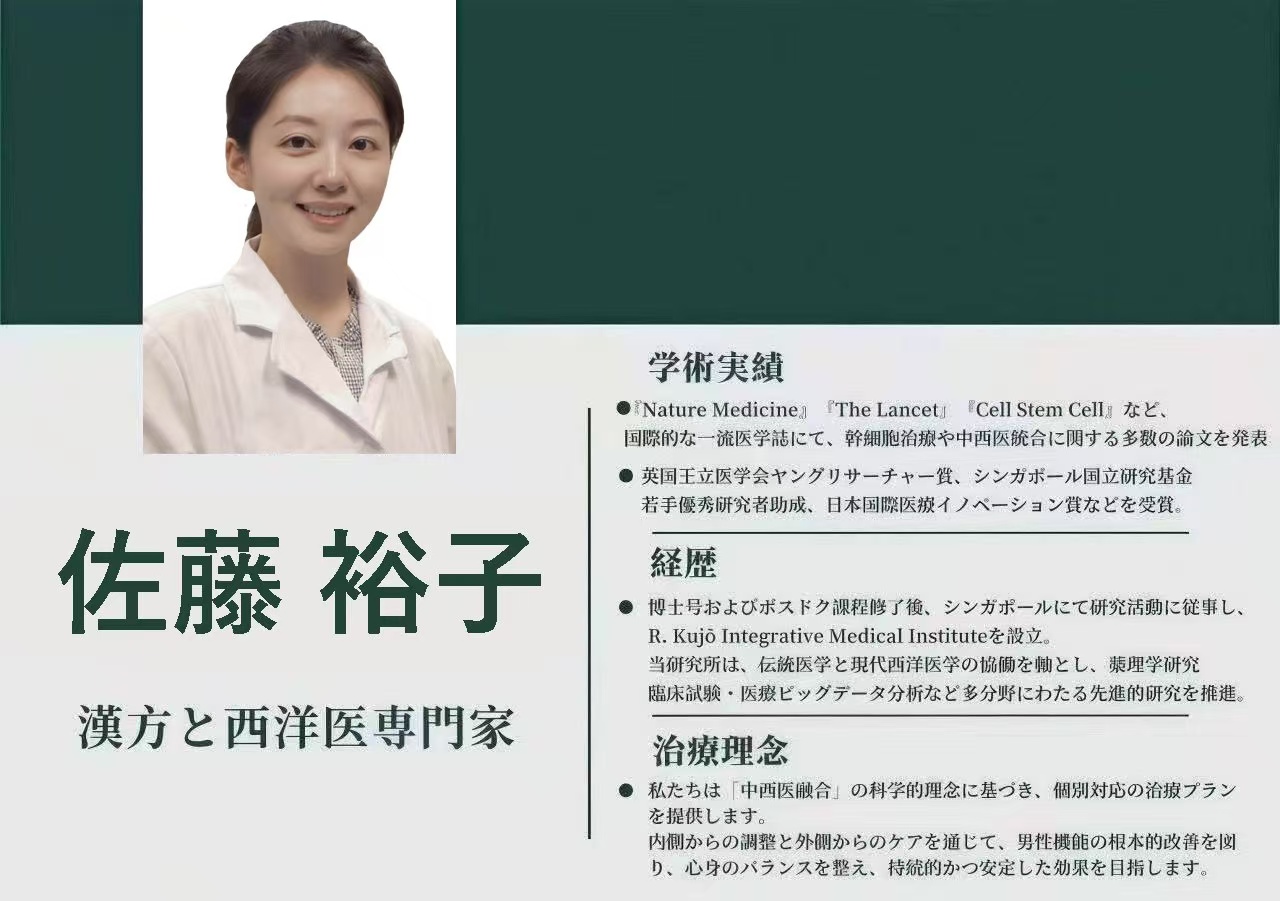 佐藤 裕子
漢方と西洋医専門家
学術実績
●『Nature Medicine』『The Lancet』『Cell Stem Cell』など、
国際的な一流医学誌にて、幹細胞治療や中西医統合に関する多数の論文を発表
● 英国王立医学会ヤングリサーチャー賞、シンガポール国立研究基金
若手優秀研究者助成、日本国際医療イノベーション賞などを受賞。
経歴
● 博士号およびポスドク課程修了後、シンガポールにて研究活動に従事し、
R. Kujō Integrative Medical Instituteを設立。
当研究所は、伝統医学と現代西洋医学の協働を軸とし、薬理学研究
臨床試験・医療ビッグデータ分析など多分野にわたる先進的研究を推進。
治療理念
● 私たちは「中西医融合」の科学的理念に基づき、個別対応の治療プラン
を提供します。
内側からの調整と外側からのケアを通じて、男性機能の根本的改善を図
り、心身のバランスを整え、持続的かつ安定した効果を目指します。